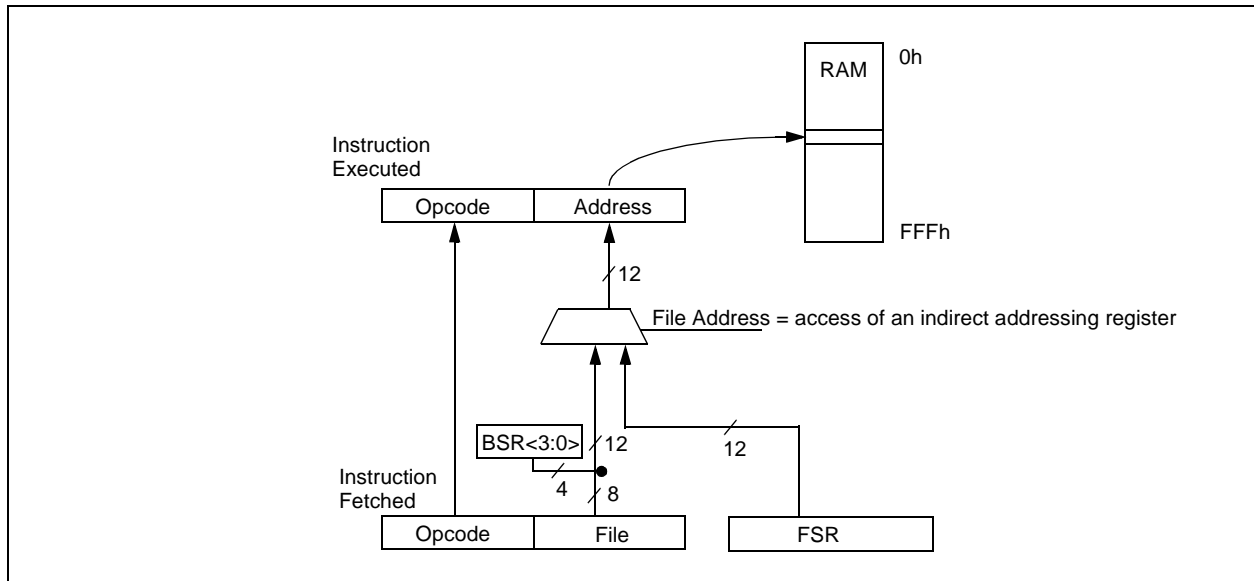 RAM
0h
Instruction
Executed
Opcode
Address
FFFh
12
File Address = access of an indirect addressing register
BSR<3:0>
12
12
4
8
Instruction
Fetched
Opcode
File
FSR